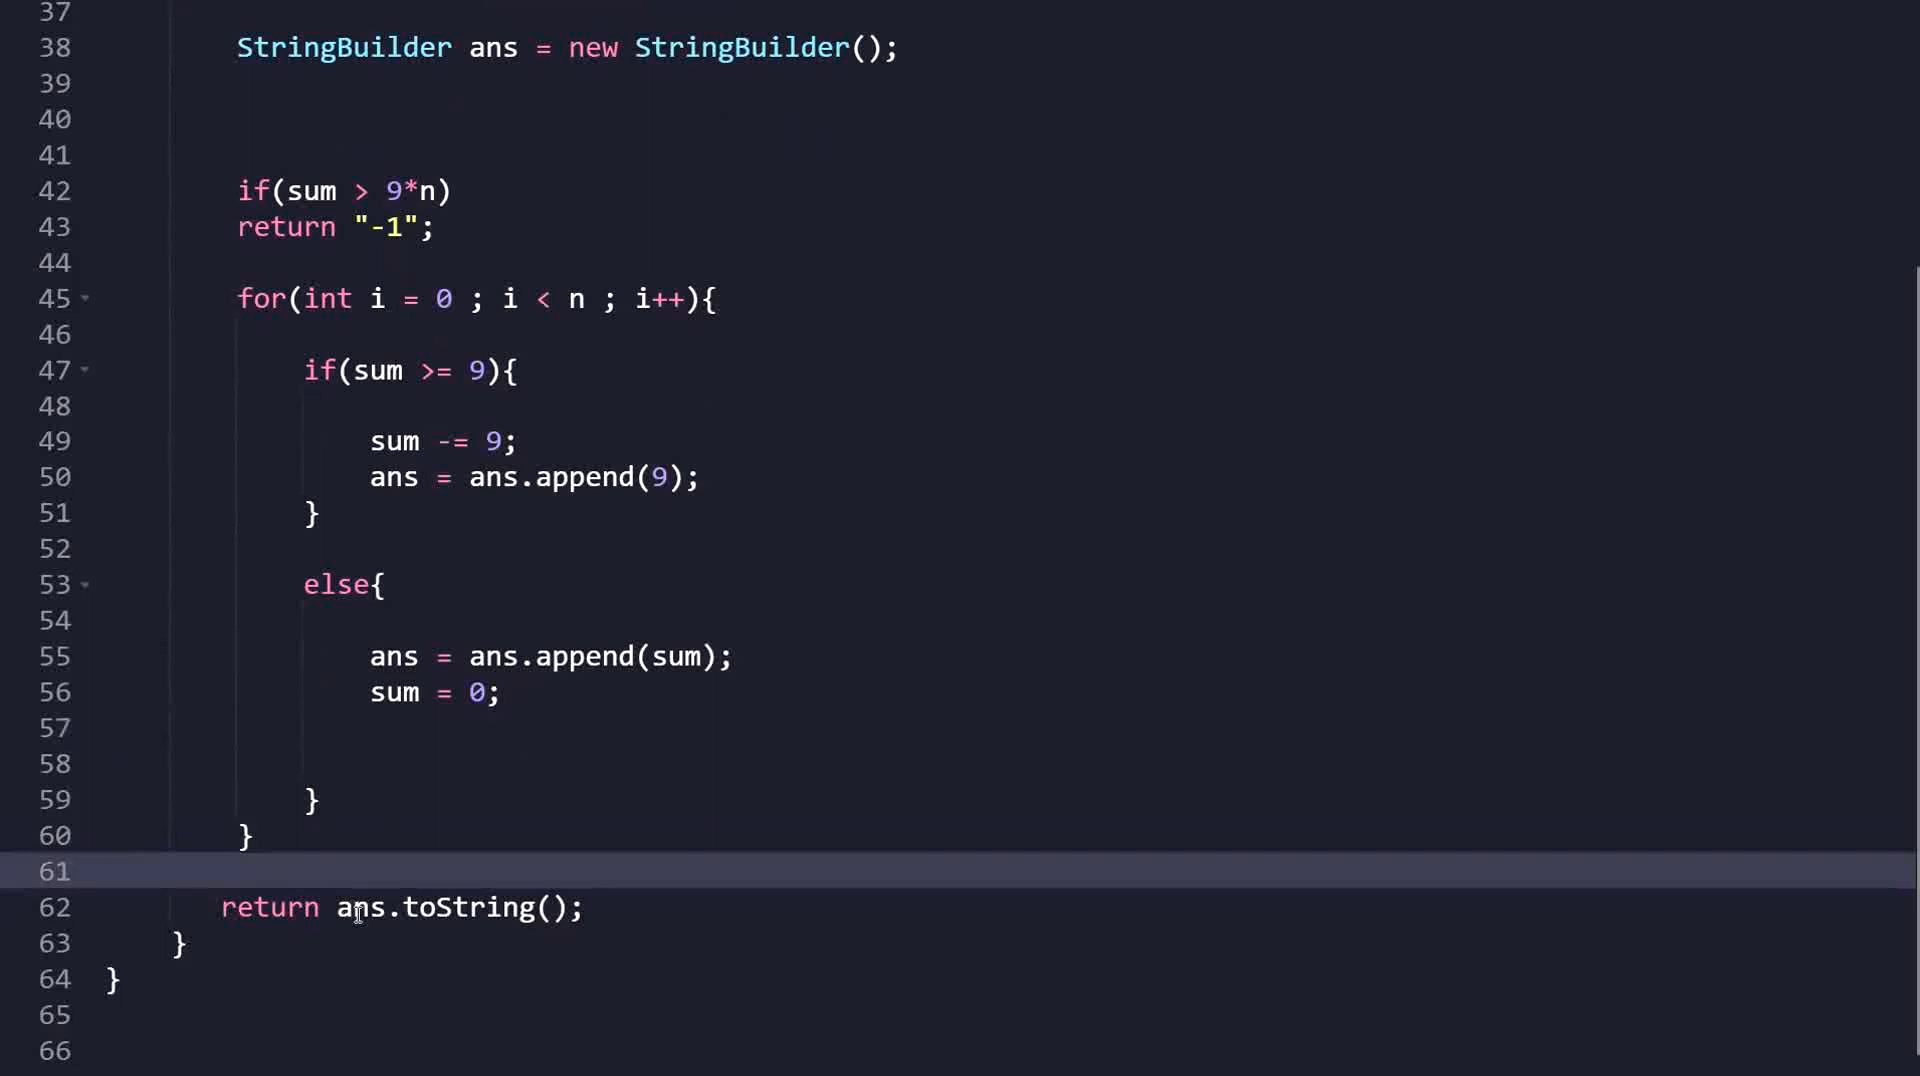 37
38 StringBuilder ans = new StringBuilder();
39
40
41
42 if(sum > 9*n)
43 return "-1";
44
45 for(int i = 0 ; i < n ; i++){
46
47 if(sum >= 9){
48
49 sum -= 9;
50 ans = ans.append(9);
51 }
52
53 else{
54
55 ans = ans.append(sum);
56 sum = 0;
57
58
59 }
60 }
61
62 return ans.toString();
63 }
64 }
65
66